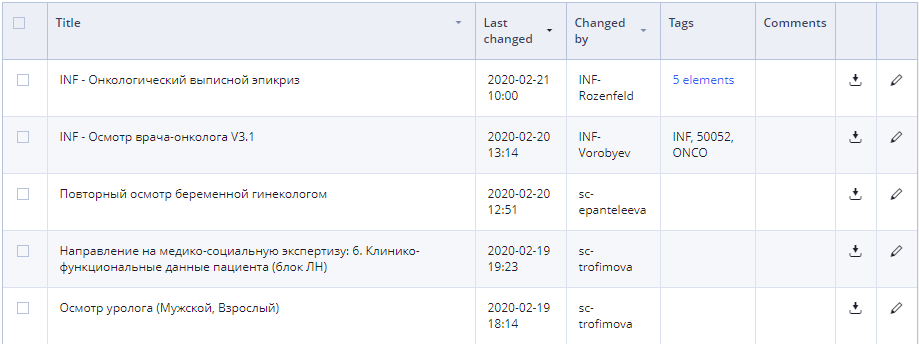 Title
Last
changed
Changed
by
Tags
Comments
INF - Онкологический выписной эпикриз
2020-02-21
10:00
INF-
Rozenfeld
5 elements
INF - Осмотр врача-онколога V3.1
2020-02-20
13:14
INF-
Vorobyev
INF, 50052,
ONCO
Повторный осмотр беременной гинекологом
2020-02-20
12:51
sc-
epanteleeva
Направление на медико-социальную экспертизу: 6. Клинико-
функциональные данные пациента (блок ЛН)
2020-02-19
19:23
sc-
trofimova
Осмотр уролога (Мужской, Взрослый)
2020-02-19
18:14
sc-
trofimova